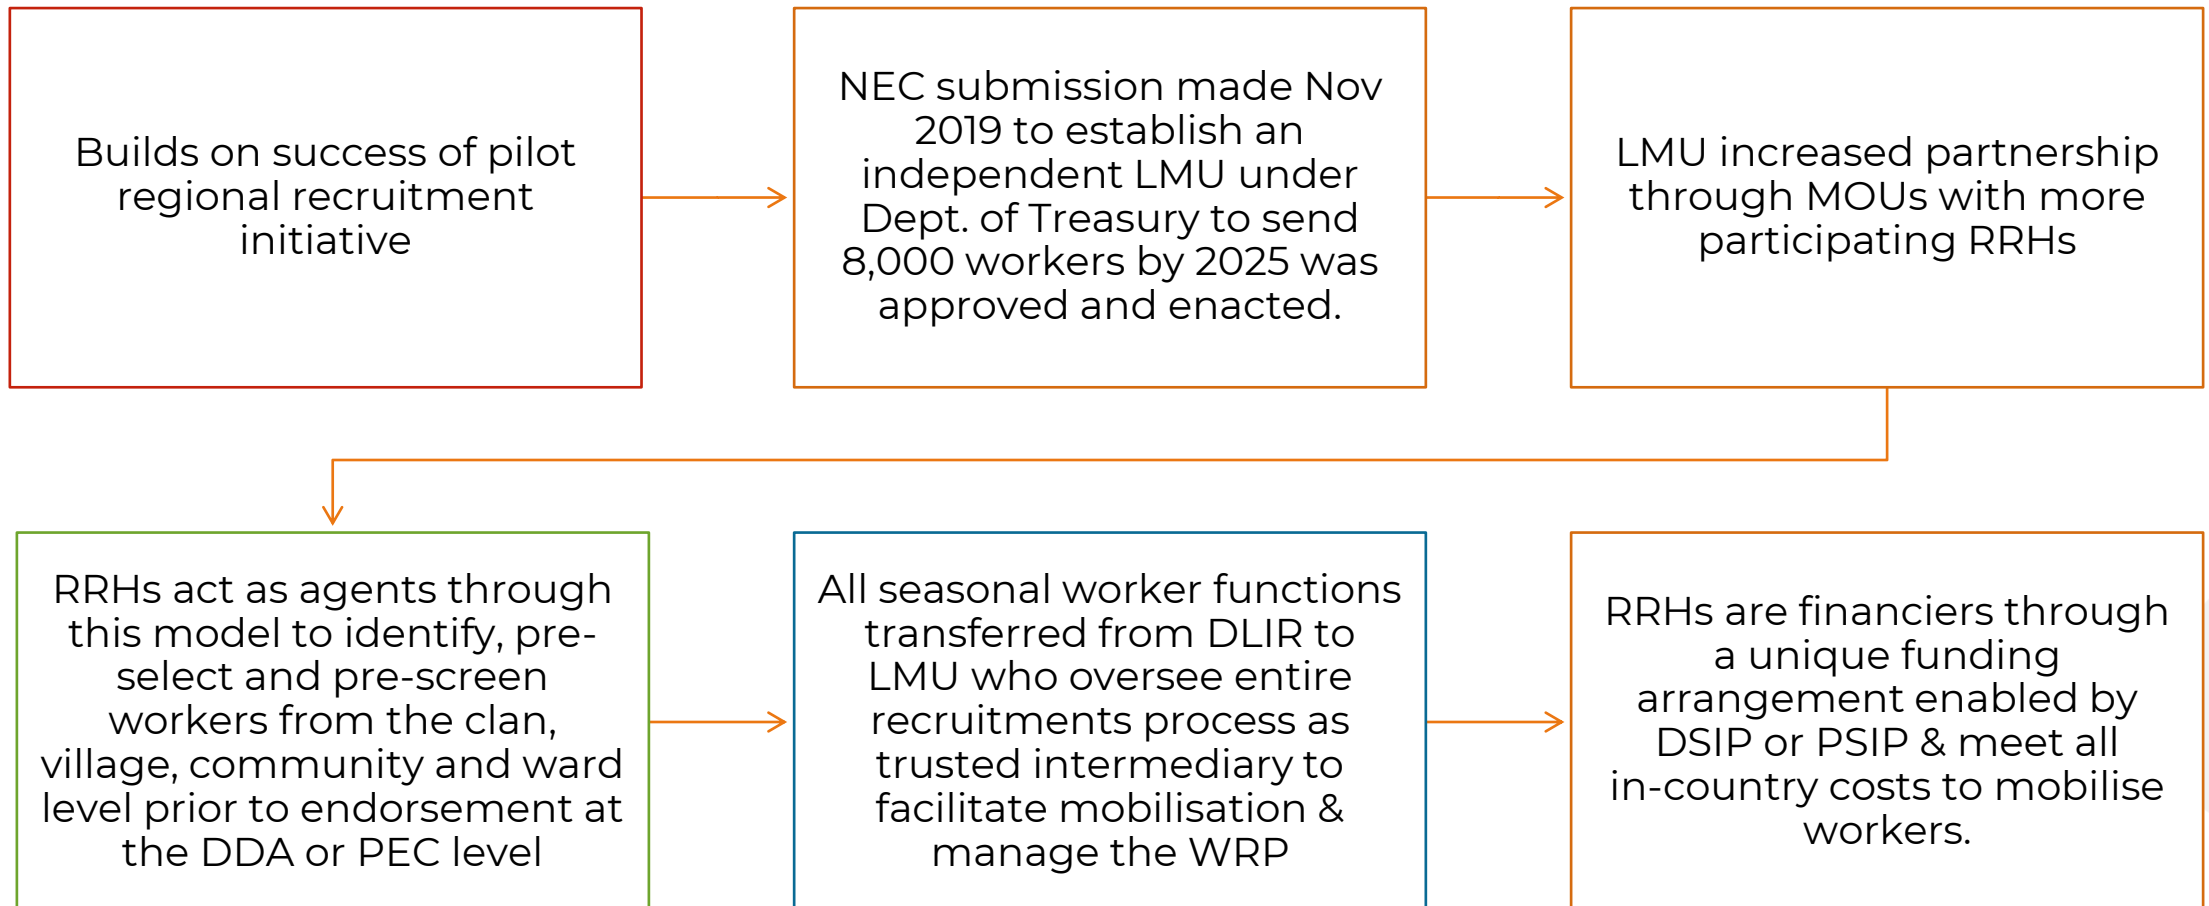 Builds on success of pilot
regional recruitment
initiative
NEC submission made Nov
2019 to establish an
independent LMU under
Dept. of Treasury to send
8,000 workers by 2025 was
approved and enacted.
LMU increased partnership
through MOUs with more
participating RRHs
RRHs act as agents through
this model to identify, pre-
select and pre-screen
workers from the clan,
village, community and ward
level prior to endorsement at
the DDA or PEC level
All seasonal worker functions
transferred from DLIR to
LMU who oversee entire
recruitments process as
trusted intermediary to
facilitate mobilisation &
manage the WRP
RRHs are financiers through
a unique funding
arrangement enabled by
DSIP or PSIP & meet all
in-country costs to mobilise
workers.